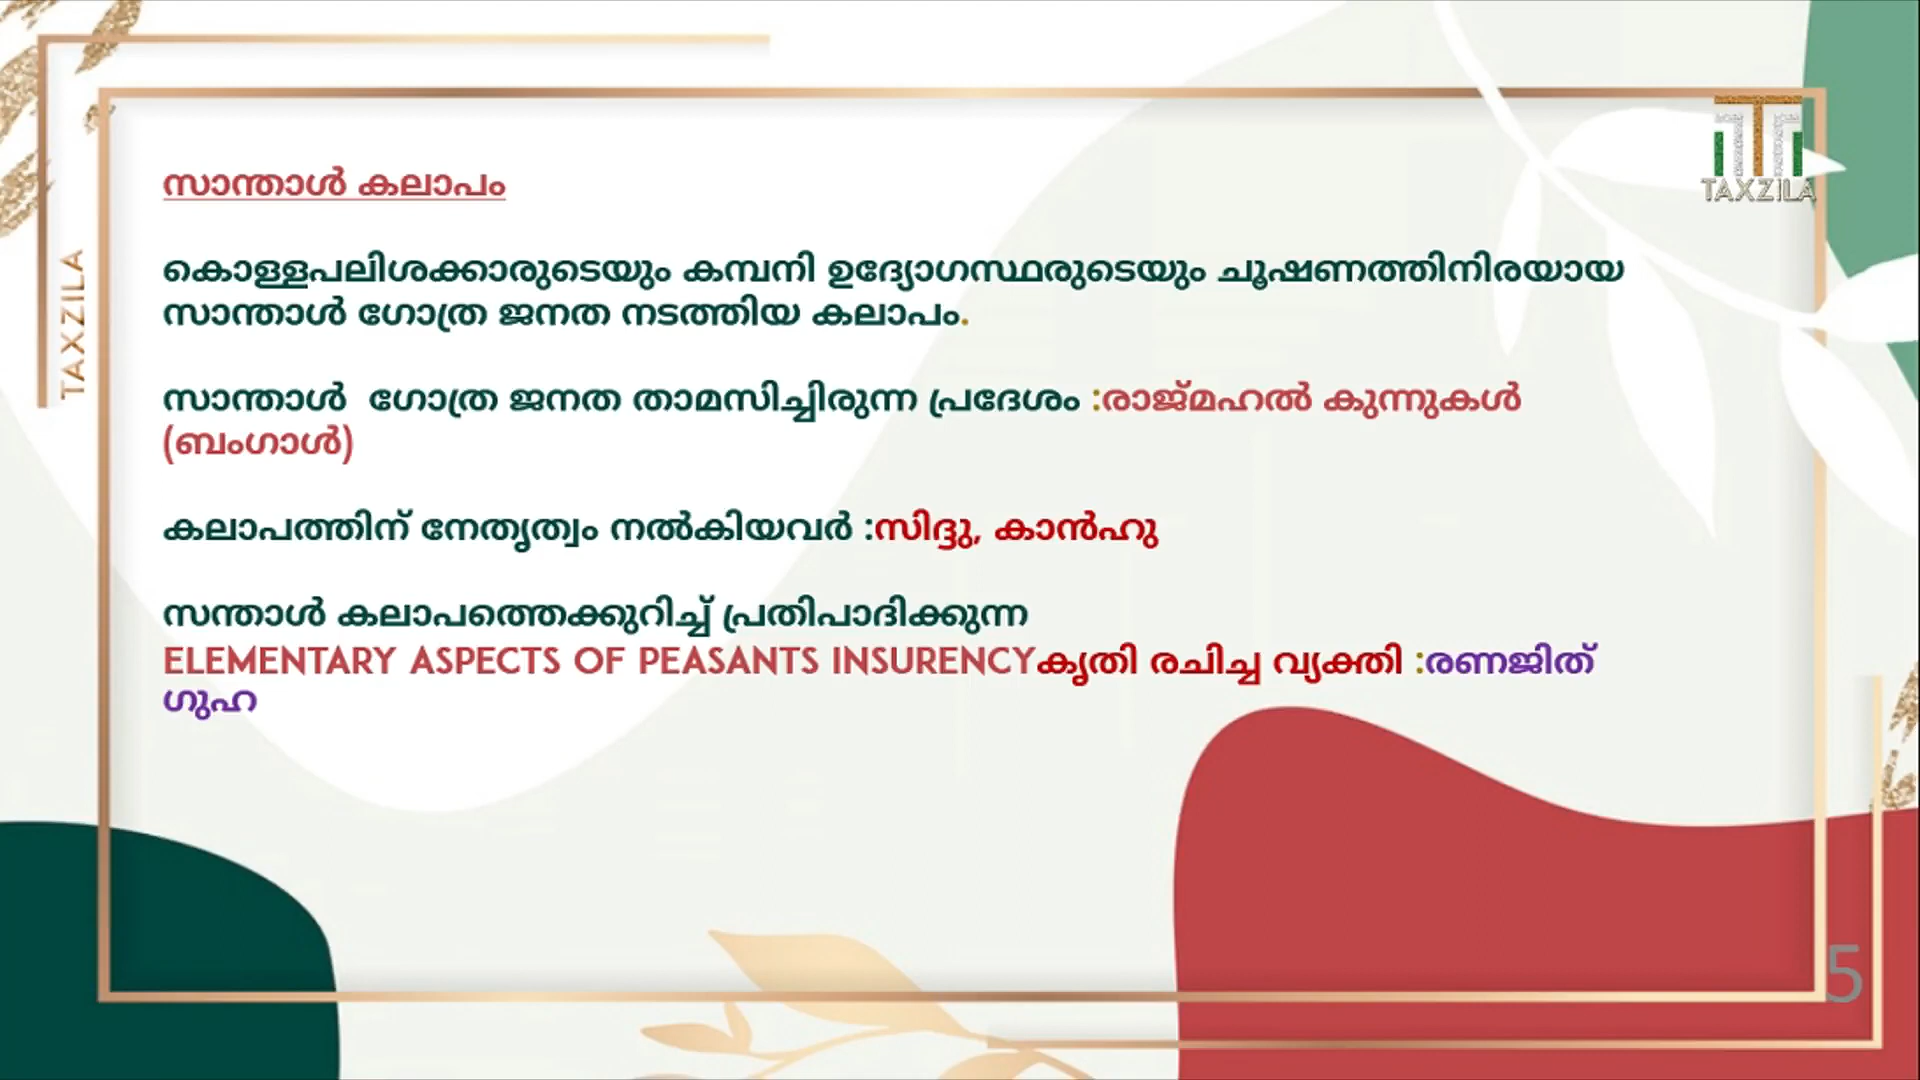 TAXZILA
TAXZILA
സാന്താൾ കലാപം
കൊള്ളപലിശക്കാരുടെയും കമ്പനി ഉദ്യോഗസ്ഥരുടെയും ചൂഷണത്തിനിരയായ
സാന്താൾ ഗോത്ര ജനത നടത്തിയ കലാപം.
സാന്താൾ ഗോത്ര ജനത താമസിച്ചിരുന്ന പ്രദേശം :രാജ്മഹൽ കുന്നുകൾ
(ബംഗാൾ)
കലാപത്തിന് നേതൃത്വം നൽകിയവർ :സിദ്ദു, കാൻഹു
സന്താൾ കലാപത്തെക്കുറിച്ച് പ്രതിപാദിക്കുന്ന
ELEMENTARY ASPECTS OF PEASANTS INSURENCYകൃതി രചിച്ച വ്യക്തി :രണജിത്
ഗുഹ
5